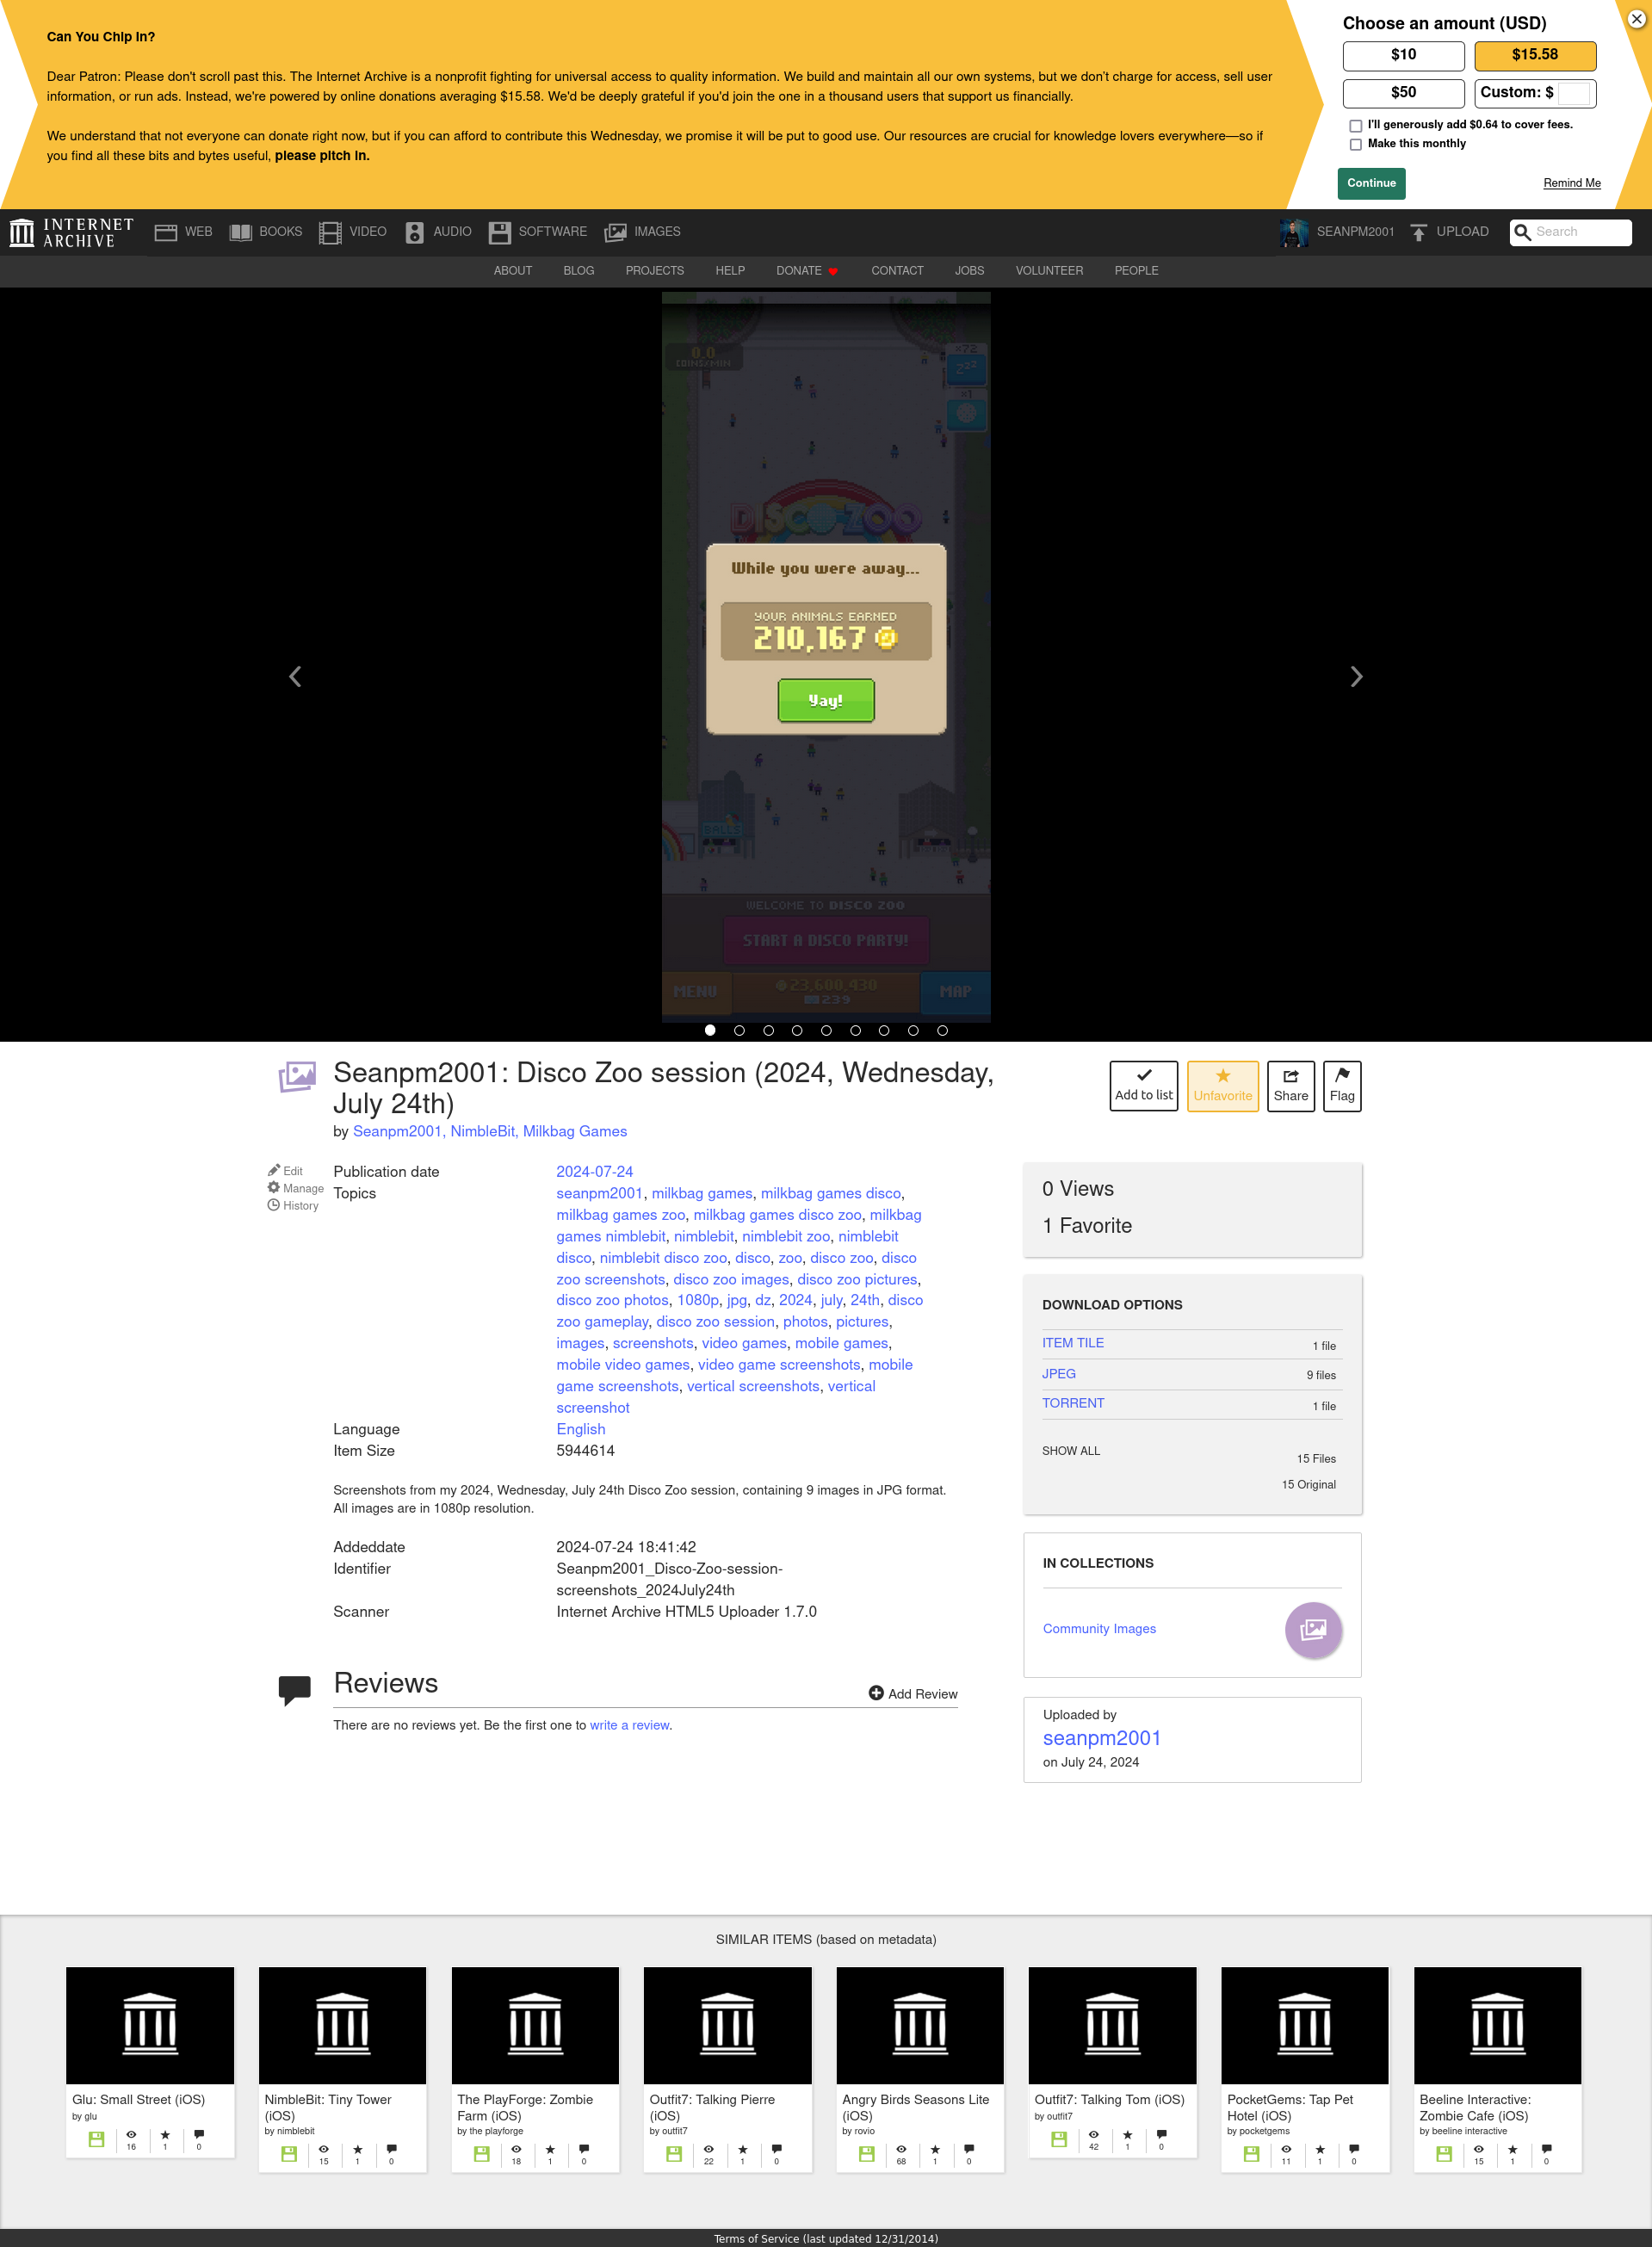 Can You Chip In?
Dear Patron: Please don't scroll past this. The Internet Archive is a nonprofit fighting for universal access to quality information. We build and maintain all our own systems, but we don’t charge for access, sell user
information, or run ads. Instead, we're powered by online donations averaging $15.58. We'd be deeply grateful if you'd join the one in a thousand users that support us financially.
We understand that not everyone can donate right now, but if you can afford to contribute this Wednesday, we promise it will be put to good use. Our resources are crucial for knowledge lovers everywhere—so if
you find all these bits and bytes useful, please pitch in.
Choose an amount (USD)
$10
$15.58
$50
Custom: $
I'll generously add $0.64 to cover fees.
Make this monthly
Continue
Remind Me
INTERNET
ARCHIVE
WEB
BOOKS
VIDEO
AUDIO
SOFTWARE
IMAGES
SEANPM2001
UPLOAD
Search
ABOUT
BLOG
PROJECTS
HELP
DONATE
CONTACT
JOBS
VOLUNTEER
PEOPLE
0.0
COINS/MIN
x72
ZZZ
x1
DISCO ZOO
While you were away...
YOUR ANIMALS EARNED
210,167
Yay!
BALLS
WELCOME TO DISCO ZOO
START A DISCO PARTY!
MENU
23,600,430
239
MAP
Seanpm2001: Disco Zoo session (2024, Wednesday,
July 24th)
by Seanpm2001, NimbleBit, Milkbag Games
Add to list
Unfavorite
Share
Flag
Edit
Manage
History
Publication date
2024-07-24
Topics
seanpm2001, milkbag games, milkbag games disco,
milkbag games zoo, milkbag games disco zoo, milkbag
games nimblebit, nimblebit, nimblebit zoo, nimblebit
disco, nimblebit disco zoo, disco, zoo, disco zoo, disco
zoo screenshots, disco zoo images, disco zoo pictures,
disco zoo photos, 1080p, jpg, dz, 2024, july, 24th, disco
zoo gameplay, disco zoo session, photos, pictures,
images, screenshots, video games, mobile games,
mobile video games, video game screenshots, mobile
game screenshots, vertical screenshots, vertical
screenshot
Language
English
Item Size
5944614
Screenshots from my 2024, Wednesday, July 24th Disco Zoo session, containing 9 images in JPG format.
All images are in 1080p resolution.
Addeddate
2024-07-24 18:41:42
Identifier
Seanpm2001_Disco-Zoo-session-
screenshots_2024July24th
Scanner
Internet Archive HTML5 Uploader 1.7.0
Reviews
Add Review
There are no reviews yet. Be the first one to write a review.
0 Views
1 Favorite
DOWNLOAD OPTIONS
ITEM TILE
1 file
JPEG
9 files
TORRENT
1 file
SHOW ALL
15 Files
15 Original
IN COLLECTIONS
Community Images
Uploaded by
seanpm2001
on July 24, 2024
SIMILAR ITEMS (based on metadata)
Glu: Small Street (iOS)
by glu
16
1
0
NimbleBit: Tiny Tower
(iOS)
by nimblebit
15
1
0
The PlayForge: Zombie
Farm (iOS)
by the playforge
18
1
0
Outfit7: Talking Pierre
(iOS)
by outfit7
22
1
0
Angry Birds Seasons Lite
(iOS)
by rovio
68
1
0
Outfit7: Talking Tom (iOS)
by outfit7
42
1
0
PocketGems: Tap Pet
Hotel (iOS)
by pocketgems
11
1
0
Beeline Interactive:
Zombie Cafe (iOS)
by beeline interactive
15
1
0
Terms of Service (last updated 12/31/2014)